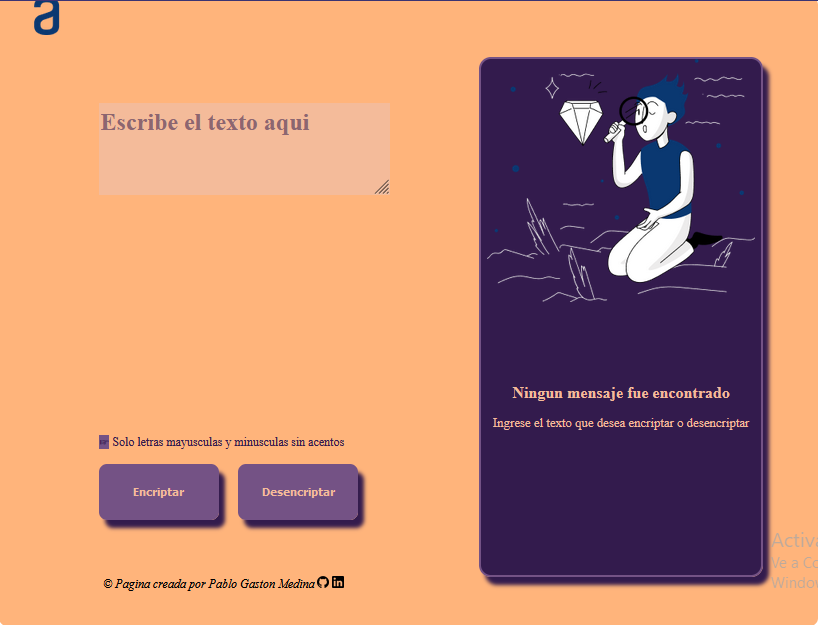 a
Escribe el texto aqui
Ningun mensaje fue encontrado
Ingrese el texto que desea encriptar o desencriptar
Solo letras mayusculas y minusculas sin acentos
Encriptar
Desencriptar
© Pagina creada por Pablo Gaston Medina
Activa
Ve a Co
Window